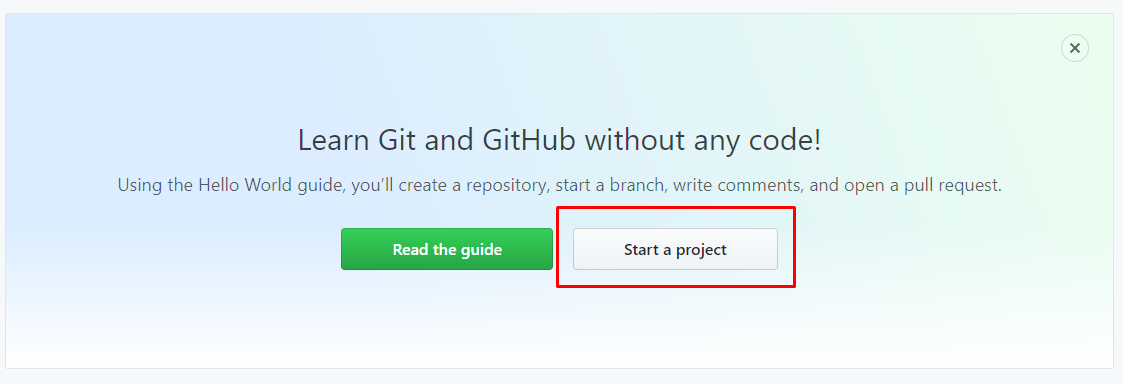 Learn Git and GitHub without any code!
Using the Hello World guide, you’ll create a repository, start a branch, write comments, and open a pull request.
Read the guide
Start a project